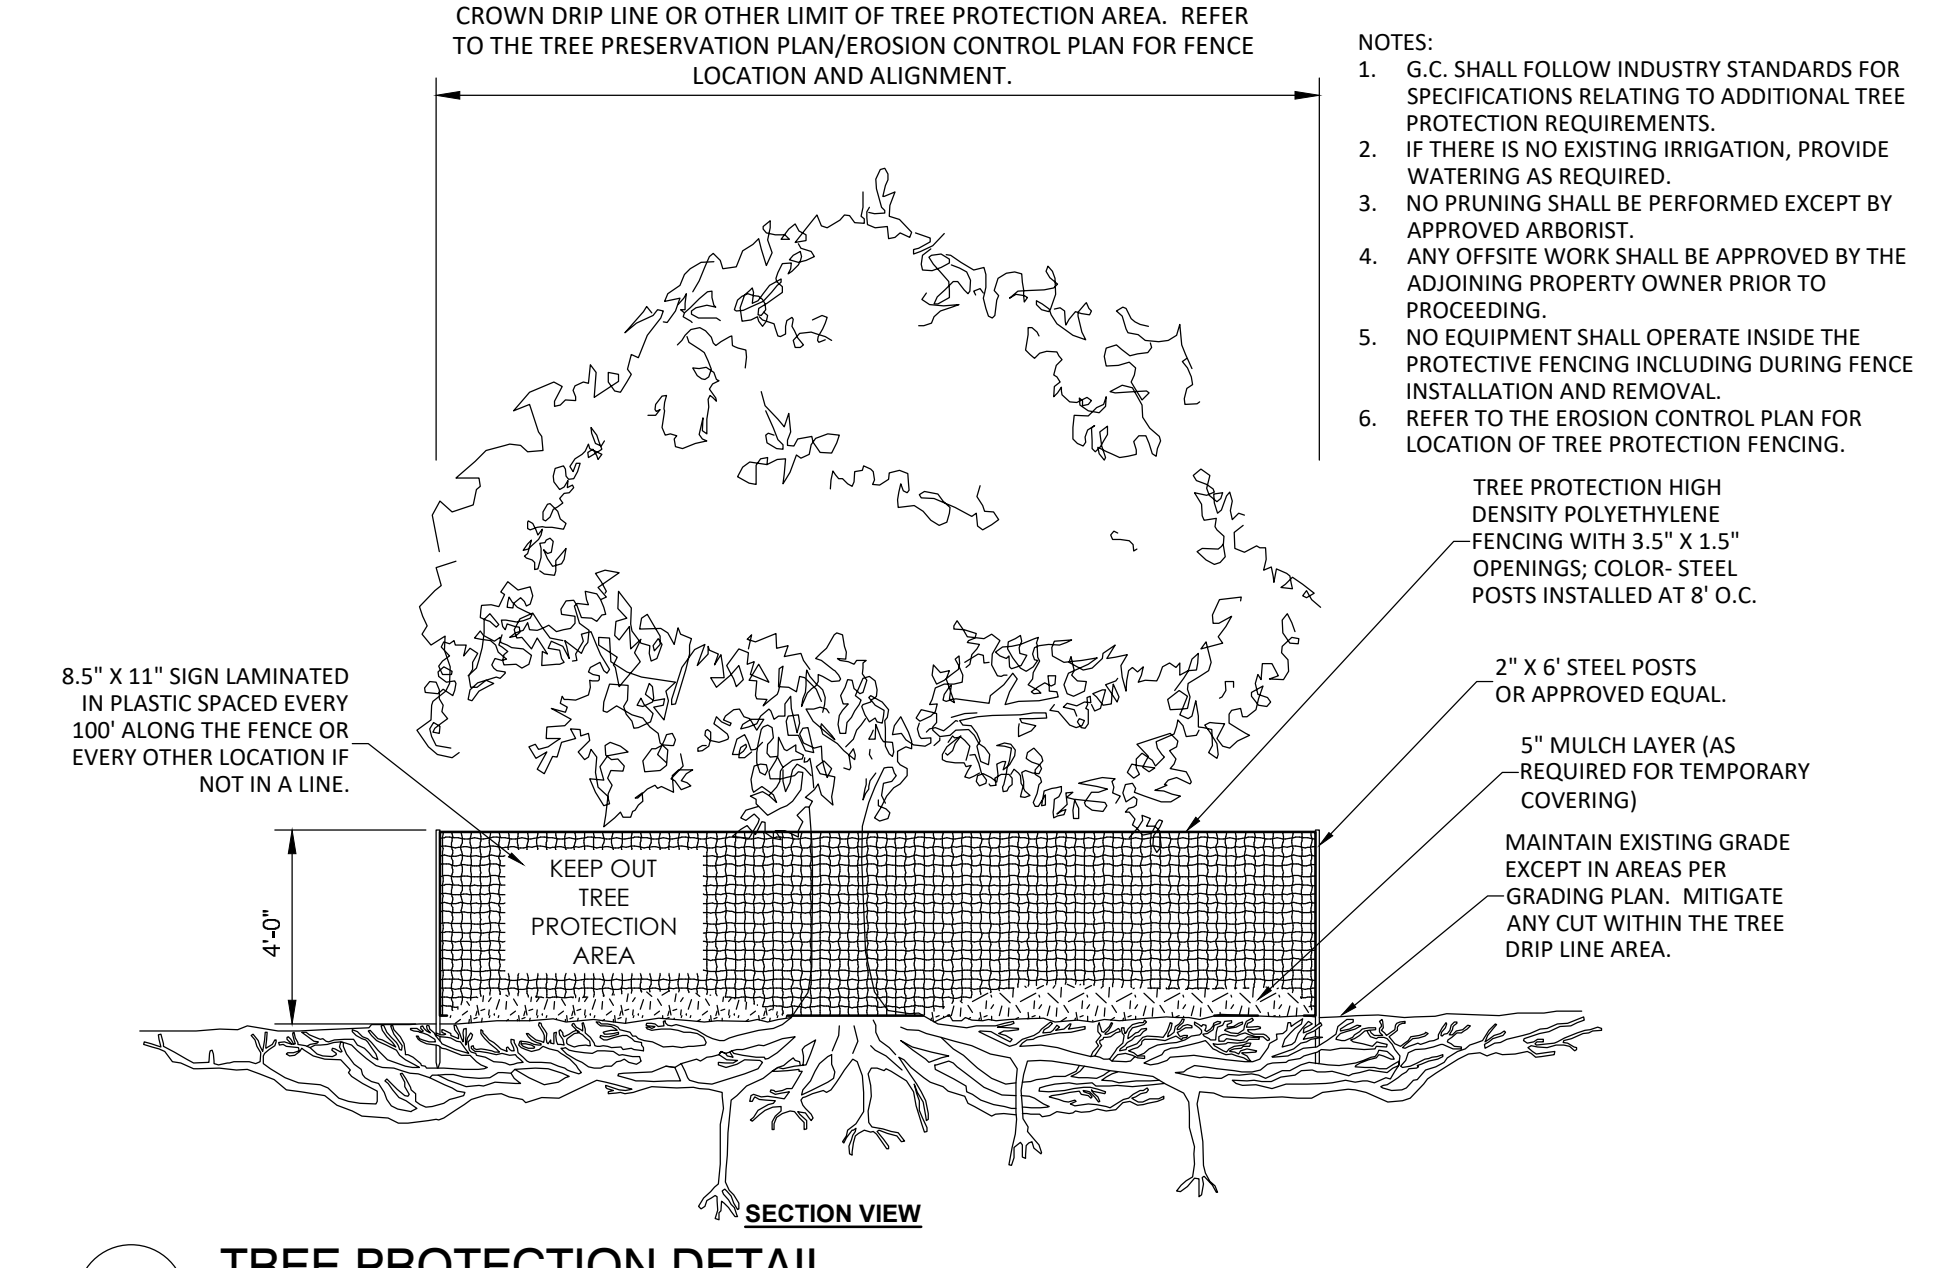 CROWN DRIP LINE OR OTHER LIMIT OF TREE PROTECTION AREA. REFER
TO THE TREE PRESERVATION PLAN/EROSION CONTROL PLAN FOR FENCE
LOCATION AND ALIGNMENT.
NOTES:
1. G.C. SHALL FOLLOW INDUSTRY STANDARDS FOR
SPECIFICATIONS RELATING TO ADDITIONAL TREE
PROTECTION REQUIREMENTS.
2. IF THERE IS NO EXISTING IRRIGATION, PROVIDE
WATERING AS REQUIRED.
3. NO PRUNING SHALL BE PERFORMED EXCEPT BY
APPROVED ARBORIST.
4. ANY OFFSITE WORK SHALL BE APPROVED BY THE
ADJOINING PROPERTY OWNER PRIOR TO
PROCEEDING.
5. NO EQUIPMENT SHALL OPERATE INSIDE THE
PROTECTIVE FENCING INCLUDING DURING FENCE
INSTALLATION AND REMOVAL.
6. REFER TO THE EROSION CONTROL PLAN FOR
LOCATION OF TREE PROTECTION FENCING.
TREE PROTECTION HIGH
DENSITY POLYETHYLENE
FENCING WITH 3.5" X 1.5"
OPENINGS; COLOR- STEEL
POSTS INSTALLED AT 8' O.C.
2" X 6' STEEL POSTS
OR APPROVED EQUAL.
5" MULCH LAYER (AS
REQUIRED FOR TEMPORARY
COVERING)
MAINTAIN EXISTING GRADE
EXCEPT IN AREAS PER
GRADING PLAN. MITIGATE
ANY CUT WITHIN THE TREE
DRIP LINE AREA.
8.5" X 11" SIGN LAMINATED
IN PLASTIC SPACED EVERY
100' ALONG THE FENCE OR
EVERY OTHER LOCATION IF
NOT IN A LINE.
4'-0"
KEEP OUT
TREE
PROTECTION
AREA
SECTION VIEW
TREE PROTECTION DETAIL